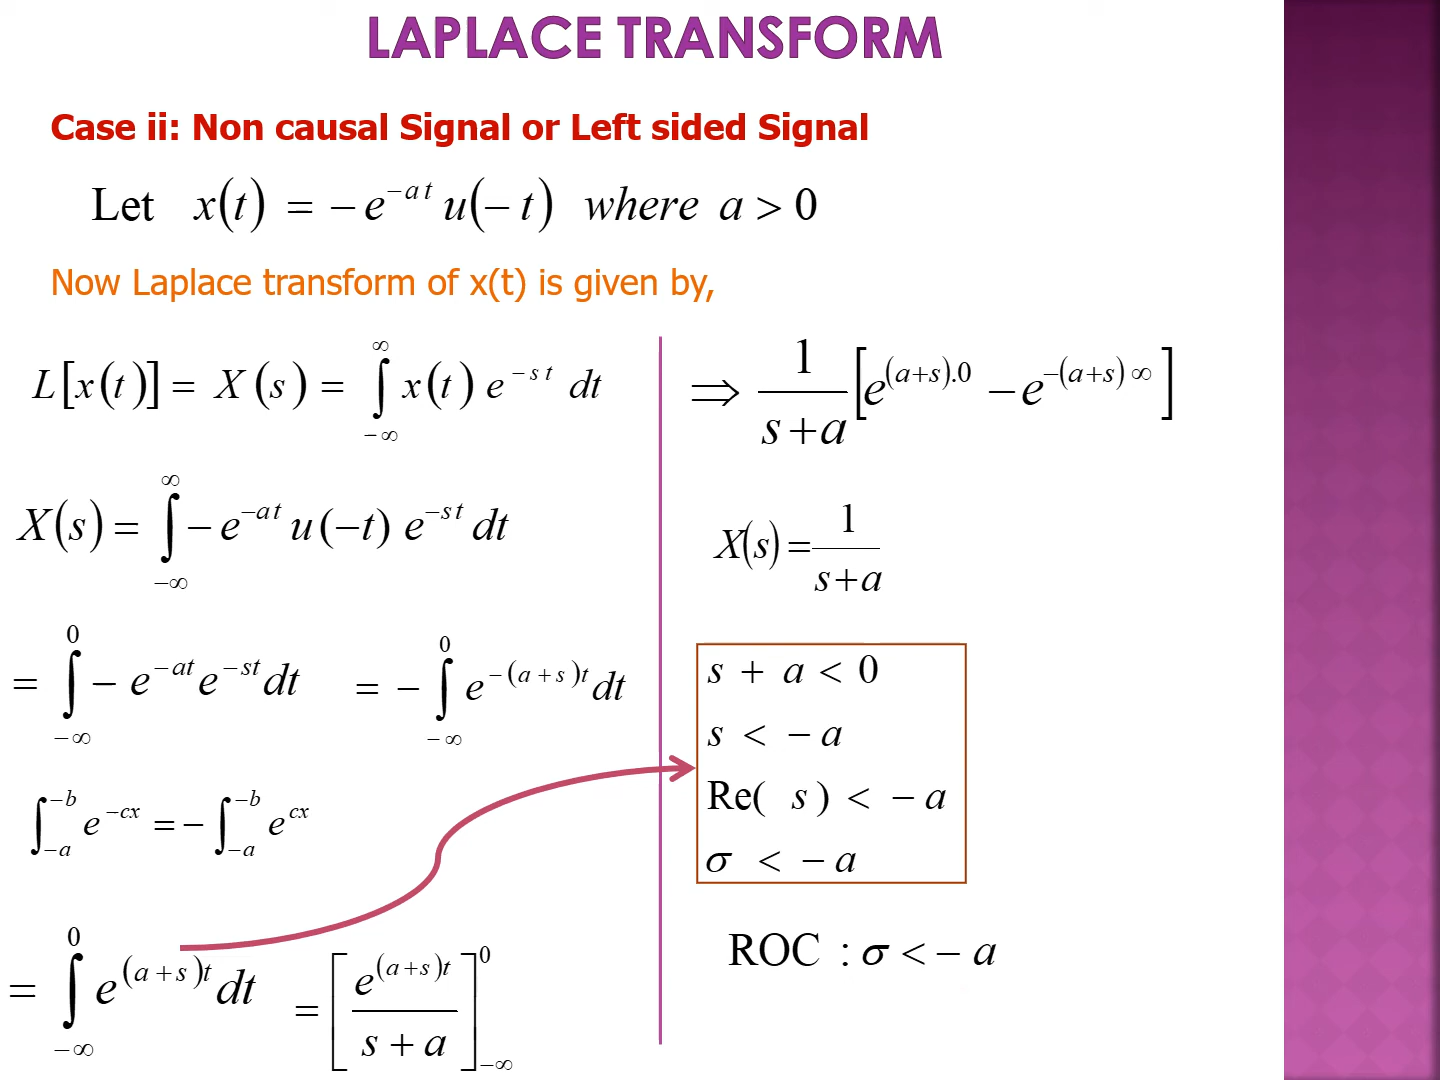 LAPLACE TRANSFORM
Case ii: Non causal Signal or Left sided Signal
Let x(t) = − e^{−at} u(− t) where a > 0
Now Laplace transform of x(t) is given by,
L[x(t)] = X(s) = ∫_{−∞}^{∞} x(t) e^{−st} dt
X(s) = ∫_{−∞}^{∞} − e^{−at} u(−t) e^{−st} dt
= ∫_{−∞}^{0} − e^{−at} e^{−st} dt = − ∫_{−∞}^{0} e^{−(a+s)t} dt
∫_{−a}^{−b} e^{−cx} = − ∫_{−a}^{−b} e^{cx}
= ∫_{−∞}^{0} e^{(a+s)t} dt = [e^{(a+s)t} / (s + a)]_{−∞}^{0}
⇒ 1/(s+a) [e^{(a+s).0} − e^{−(a+s)∞}]
X(s) = 1/(s+a)
s + a < 0
s < − a
Re( s ) < − a
σ < − a
ROC : σ < − a